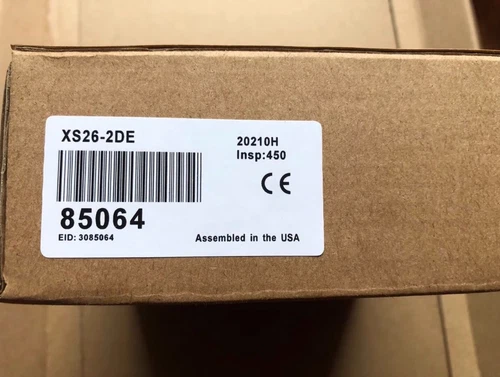 XS26-2DE
20210H
Insp:450
CE
85064
EID: 3085064
Assembled in the USA